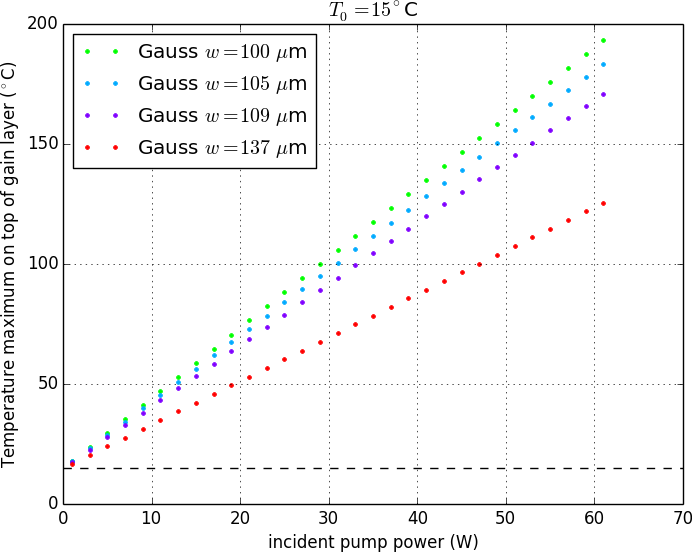 T₀ = 15°C
Temperature maximum on top of gain layer (°C)
200
150
100
50
0
Gauss w = 100 μm
Gauss w = 105 μm
Gauss w = 109 μm
Gauss w = 137 μm
0 10 20 30 40 50 60 70
incident pump power (W)